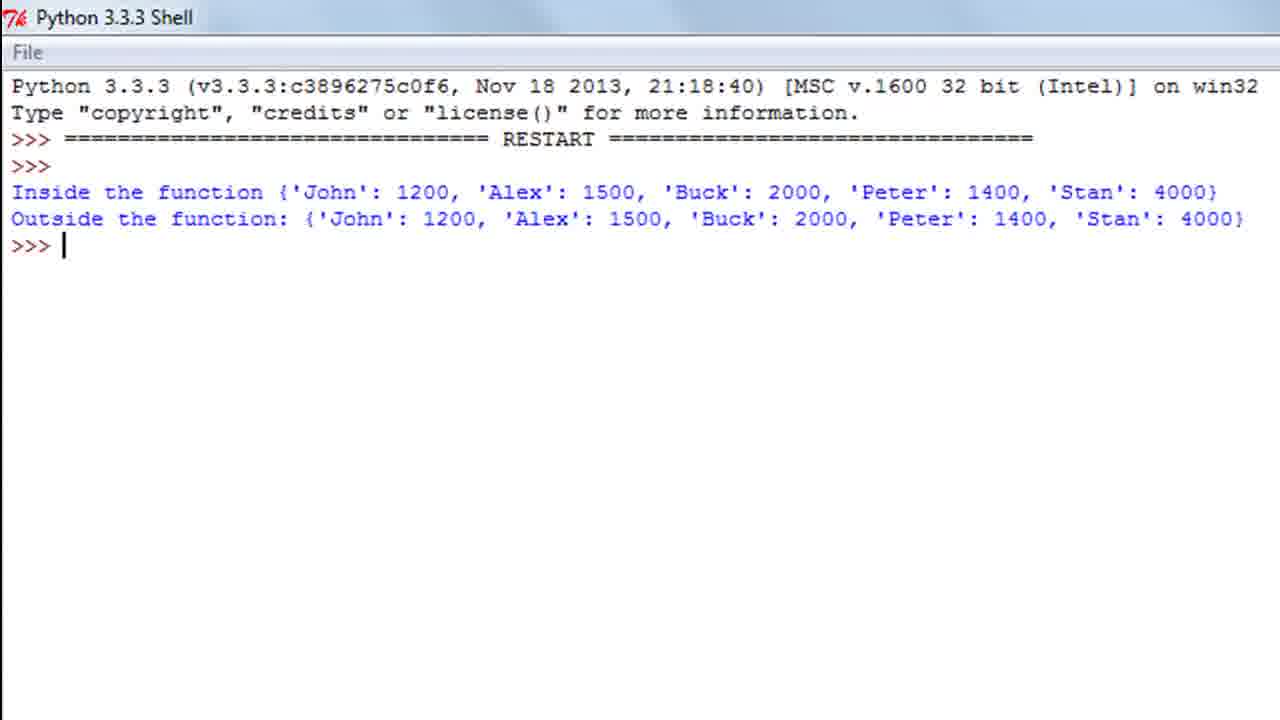 Python 3.3.3 Shell
File
Python 3.3.3 (v3.3.3:c3896275c0f6, Nov 18 2013, 21:18:40) [MSC v.1600 32 bit (Intel)] on win32
Type "copyright", "credits" or "license()" for more information.
>>> ================================ RESTART ================================
>>>
Inside the function {'John': 1200, 'Alex': 1500, 'Buck': 2000, 'Peter': 1400, 'Stan': 4000}
Outside the function: {'John': 1200, 'Alex': 1500, 'Buck': 2000, 'Peter': 1400, 'Stan': 4000}
>>>